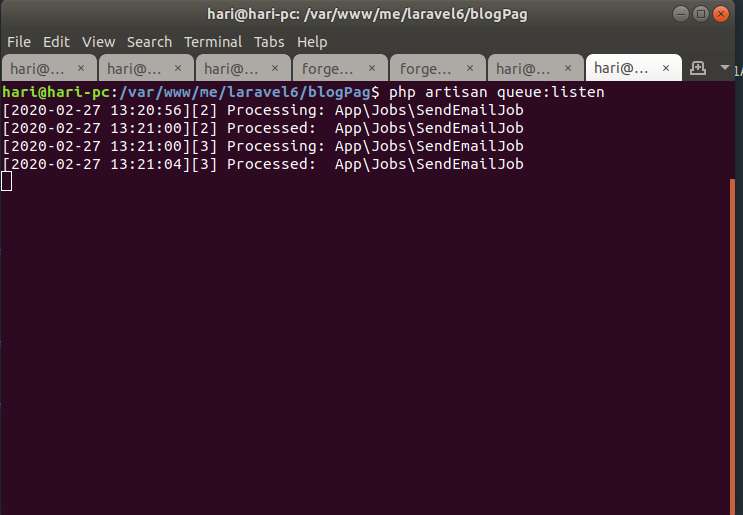 hari@hari-pc: /var/www/me/laravel6/blogPag
File Edit View Search Terminal Tabs Help
hari@... × hari@... × hari@... × forge... × forge... × hari@... × hari@... ×
1/
hari@hari-pc:/var/www/me/laravel6/blogPag$ php artisan queue:listen
[2020-02-27 13:20:56][2] Processing: App\Jobs\SendEmailJob
[2020-02-27 13:21:00][2] Processed:  App\Jobs\SendEmailJob
[2020-02-27 13:21:00][3] Processing: App\Jobs\SendEmailJob
[2020-02-27 13:21:04][3] Processed:  App\Jobs\SendEmailJob